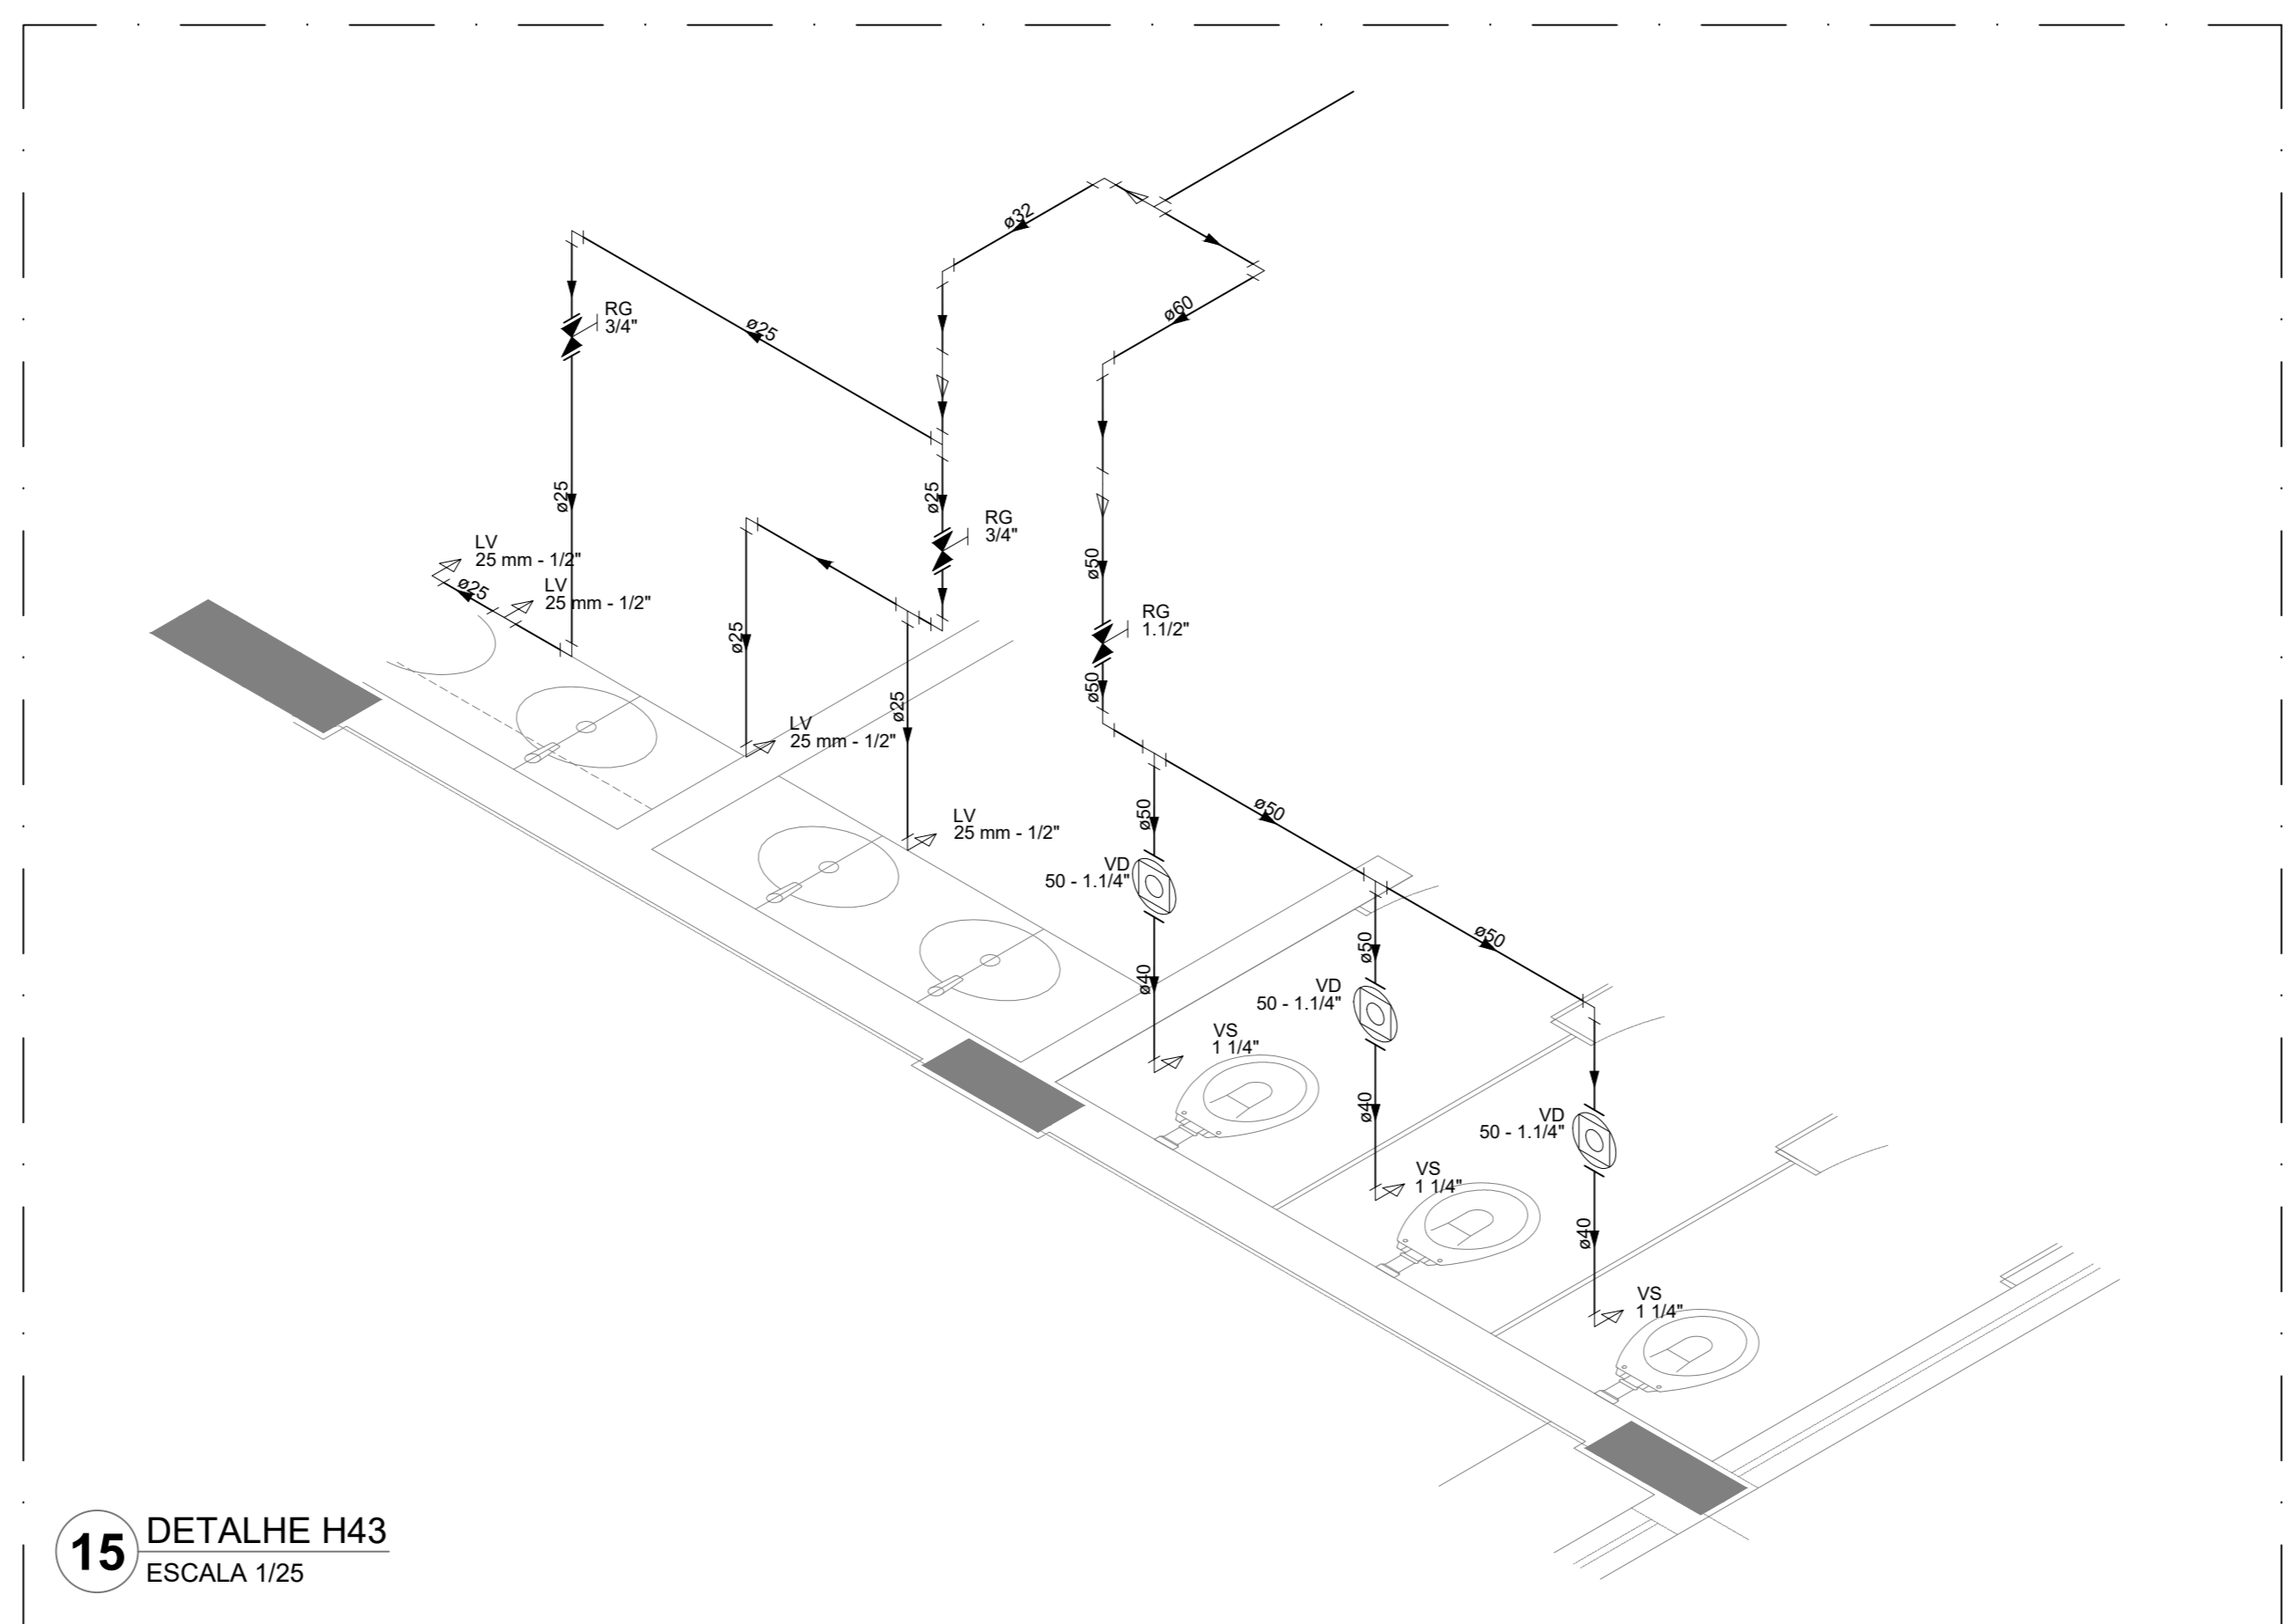 ø32
RG
3/4"
ø60
ø25
ø25
ø25
RG
3/4"
LV
25 mm - 1/2"
ø50
ø25
LV
25 mm - 1/2"
RG
1.1/2"
ø25
ø50
ø25
LV
25 mm - 1/2"
ø50
ø50
LV
25 mm - 1/2"
VD
50 - 1.1/4"
ø50
ø50
ø40
VD
50 - 1.1/4"
VS
1 1/4"
ø40
VD
50 - 1.1/4"
VS
1 1/4"
ø40
VS
1 1/4"
15
DETALHE H43
ESCALA 1/25